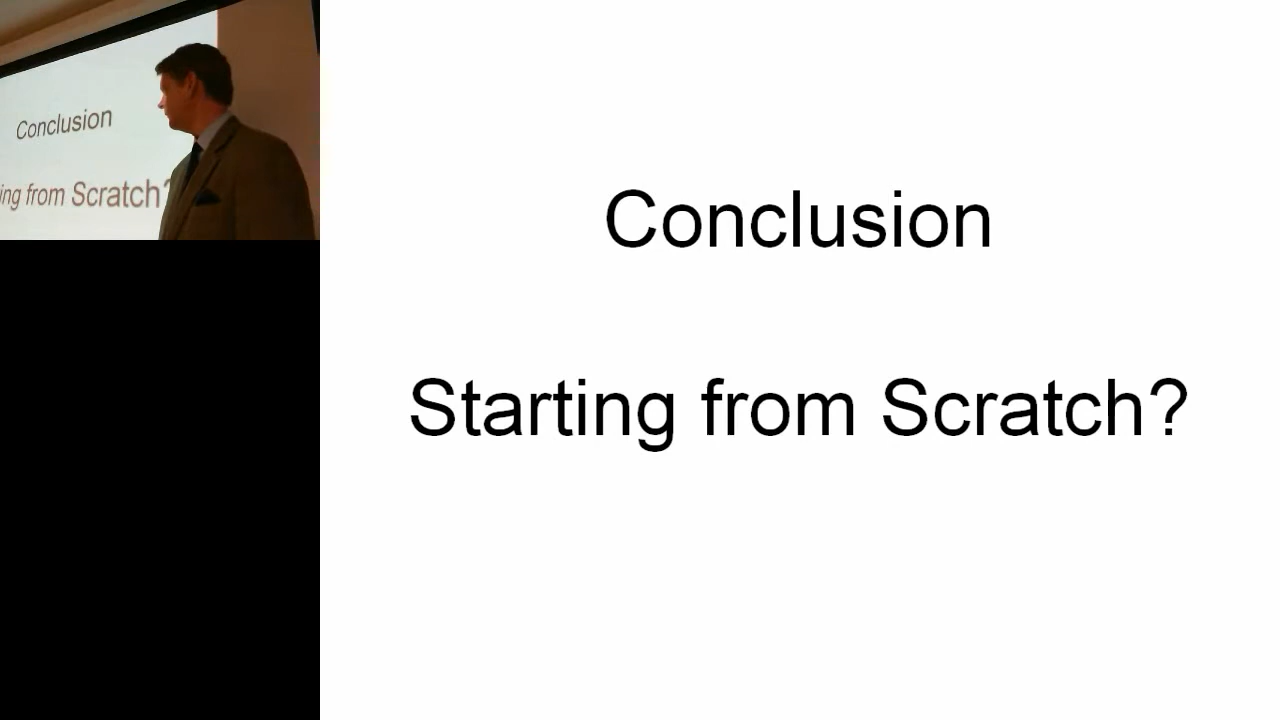 Conclusion
ing from Scratch?
Conclusion
Starting from Scratch?